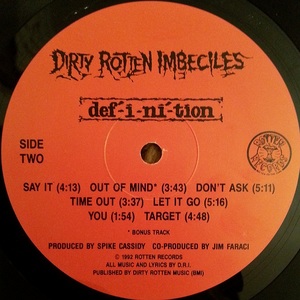 DIRTY ROTTEN IMBECILES
def·i·ni·tion
SIDE
TWO
ROTTEN
RECORDS
SAY IT (4:13) OUT OF MIND* (3:43) DON'T ASK (5:11)
TIME OUT (3:37) LET IT GO (5:16)
YOU (1:54) TARGET (4:48)
* BONUS TRACK
PRODUCED BY SPIKE CASSIDY CO-PRODUCED BY JIM FARACI
© 1992 ROTTEN RECORDS
ALL MUSIC AND LYRICS BY D.R.I.
PUBLISHED BY DIRTY ROTTEN MUSIC (BMI)